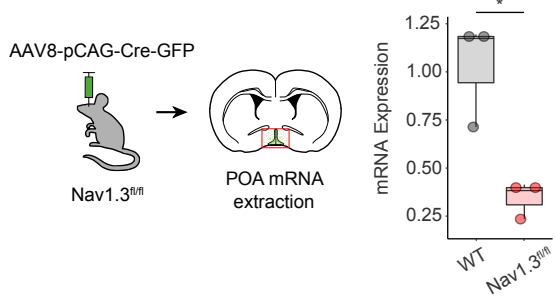 AAV8-pCAG-Cre-GFP
Nav1.3fl/fl
POA mRNA
extraction
*
mRNA Expression
1.25
1.00
0.75
0.50
0.25
WT
Nav1.3fl/fl